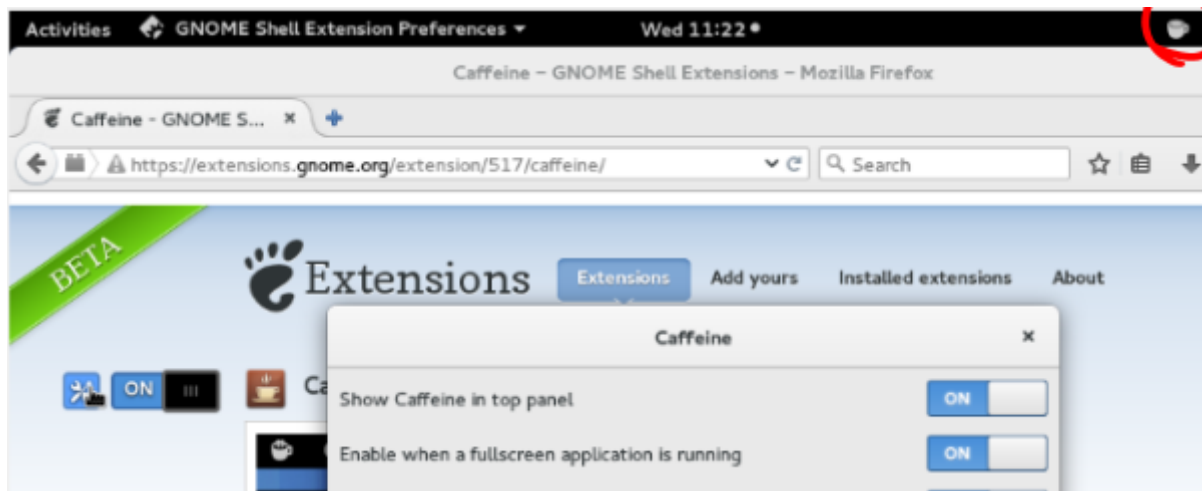 Activities GNOME Shell Extension Preferences Wed 11:22
Caffeine – GNOME Shell Extensions – Mozilla Firefox
Caffeine - GNOME S...
https://extensions.gnome.org/extension/517/caffeine/ Search
BETA
Extensions Extensions Add yours Installed extensions About
Caffeine
ON Ca
Show Caffeine in top panel ON
Enable when a fullscreen application is running ON